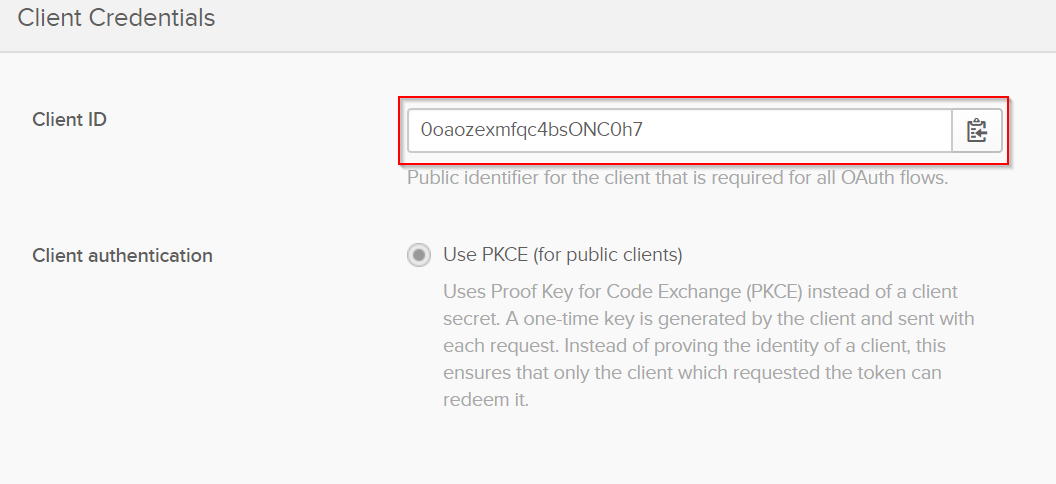 Client Credentials
Client ID
0oaozexmfqc4bsONC0h7
Public identifier for the client that is required for all OAuth flows.
Client authentication
Use PKCE (for public clients)
Uses Proof Key for Code Exchange (PKCE) instead of a client
secret. A one-time key is generated by the client and sent with
each request. Instead of proving the identity of a client, this
ensures that only the client which requested the token can
redeem it.